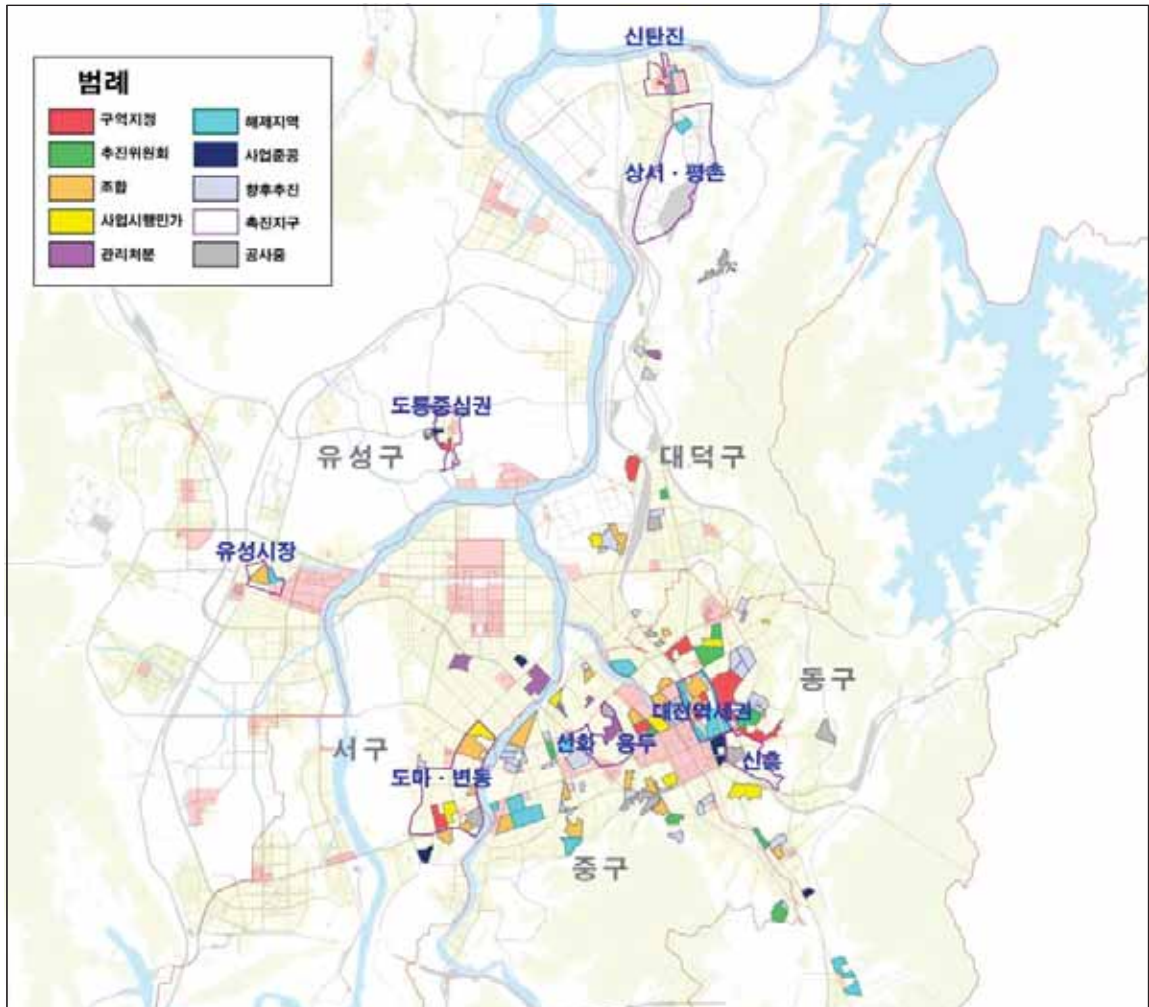 신탄진
범례
구역지정
해제지역
추진위원회
사업준공
조합
향후추진
사업시행인가
촉진지구
관리처분
공사중
상서 · 평촌
도룡중심권
유성구
대덕구
유성시장
동구
대전역세권
선화 용두
서구
신흥
도마 · 변동
중구